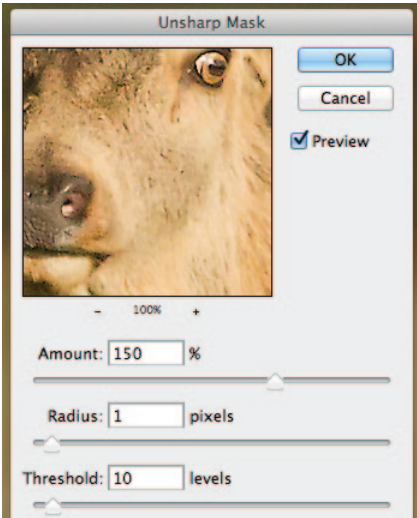 Unsharp Mask
OK
Cancel
Preview
- 100% +
Amount: 150 %
Radius: 1 pixels
Threshold: 10 levels